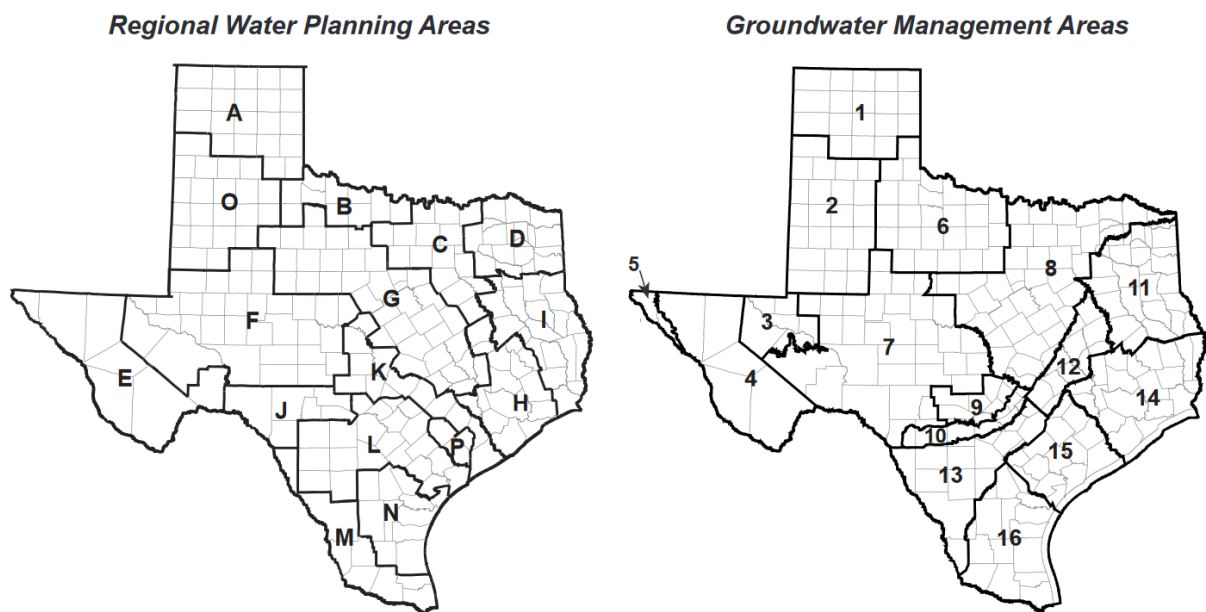 Regional Water Planning Areas
Groundwater Management Areas
A
O
B
C
D
G
I
F
E
K
H
J
L
P
N
M
1
2
6
5
8
11
3
7
4
12
14
9
10
15
13
16